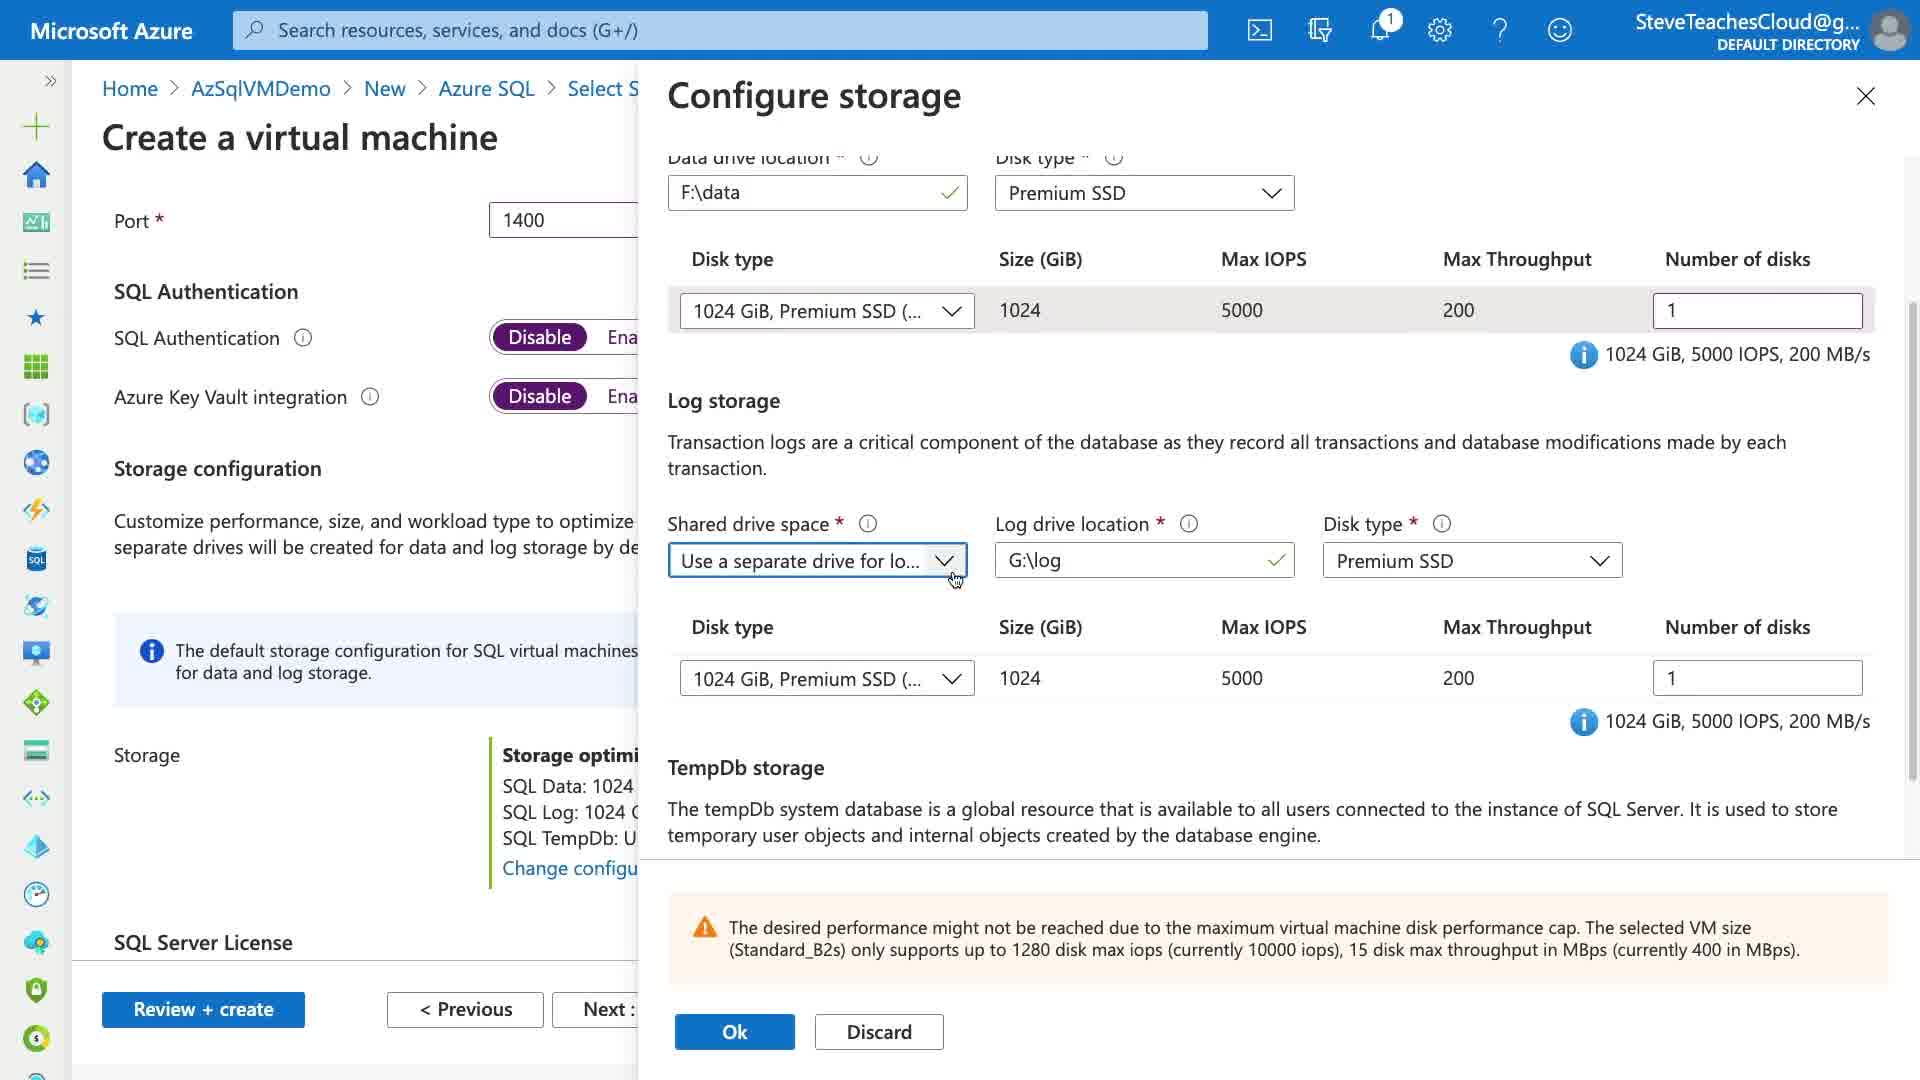 Microsoft Azure
Search resources, services, and docs (G+/)
1
SteveTeachesCloud@g...
DEFAULT DIRECTORY
Home > AzSqlVMDemo > New > Azure SQL > Select S
Create a virtual machine
Port *
1400
SQL Authentication
SQL Authentication
Disable Ena
Azure Key Vault integration
Disable Ena
Storage configuration
Customize performance, size, and workload type to optimize
separate drives will be created for data and log storage by de
The default storage configuration for SQL virtual machines
for data and log storage.
Storage
Storage optimi
SQL Data: 1024
SQL Log: 1024 G
SQL TempDb: U
Change configu
SQL Server License
Review + create
< Previous
Next :
SQL
Configure storage
Data drive location *
Disk type *
F:\data
Premium SSD
Disk type Size (GiB) Max IOPS Max Throughput Number of disks
1024 GiB, Premium SSD (... 1024 5000 200 1
1024 GiB, 5000 IOPS, 200 MB/s
Log storage
Transaction logs are a critical component of the database as they record all transactions and database modifications made by each
transaction.
Shared drive space * Log drive location * Disk type *
Use a separate drive for lo... G:\log Premium SSD
Disk type Size (GiB) Max IOPS Max Throughput Number of disks
1024 GiB, Premium SSD (... 1024 5000 200 1
1024 GiB, 5000 IOPS, 200 MB/s
TempDb storage
The tempDb system database is a global resource that is available to all users connected to the instance of SQL Server. It is used to store
temporary user objects and internal objects created by the database engine.
The desired performance might not be reached due to the maximum virtual machine disk performance cap. The selected VM size
(Standard_B2s) only supports up to 1280 disk max iops (currently 10000 iops), 15 disk max throughput in MBps (currently 400 in MBps).
Ok
Discard